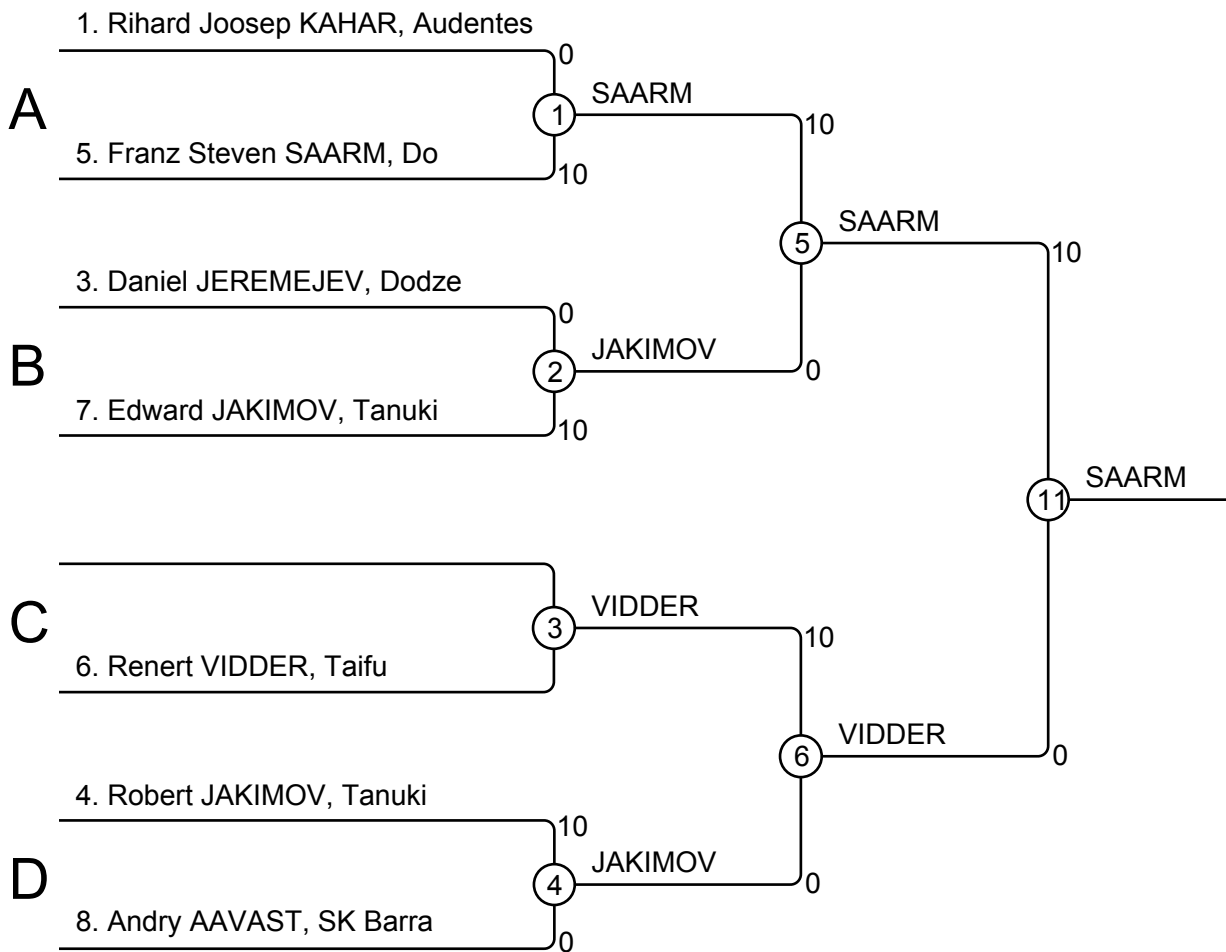 1. Rihard Joosep KAHAR, Audentes
0
A
1
SAARM
5. Franz Steven SAARM, Do
10
10
5
SAARM
3. Daniel JEREMEJEV, Dodze
0
B
2
JAKIMOV
0
7. Edward JAKIMOV, Tanuki
10
10
11
SAARM
C
3
VIDDER
6. Renert VIDDER, Taifu
10
6
VIDDER
0
4. Robert JAKIMOV, Tanuki
10
D
4
JAKIMOV
0
8. Andry AAVAST, SK Barra
0